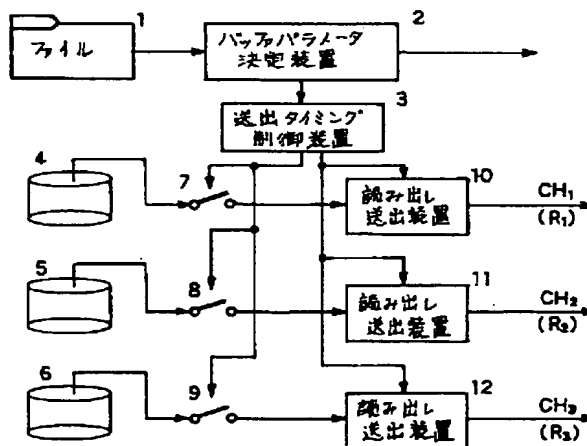 1
ファイル
2
バッファパラメータ
決定装置
3
送出タイミング
制御装置
4
7
10
読み出し
送出装置
CH₁
(R₁)
5
8
11
読み出し
送出装置
CH₂
(R₂)
6
9
12
読み出し
送出装置
CH₃
(R₃)